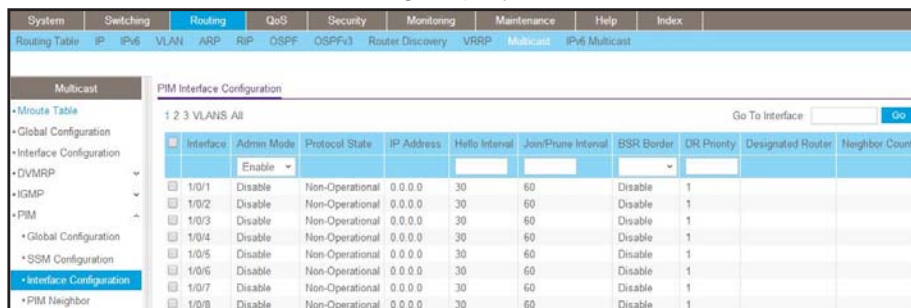 System Switching Routing QoS Security Monitoring Maintenance Help Index
Routing Table IP IPv6 VLAN ARP RIP OSPF OSPFv3 Router Discovery VRRP Multicast IPv6 Multicast
Multicast
PIM Interface Configuration
Mroute Table
Global Configuration
Interface Configuration
DVMRP
IGMP
PIM
Global Configuration
SSM Configuration
Interface Configuration
PIM Neighbor
1 2 3 VLANS All Go To Interface Go
Interface Admin Mode Protocol State IP Address Hello Interval Join/Prune Interval BSR Border DR Priority Designated Router Neighbor Count
Enable
1/0/1 Disable Non-Operational 0.0.0.0 30 60 Disable 1
1/0/2 Disable Non-Operational 0.0.0.0 30 60 Disable 1
1/0/3 Disable Non-Operational 0.0.0.0 30 60 Disable 1
1/0/4 Disable Non-Operational 0.0.0.0 30 60 Disable 1
1/0/5 Disable Non-Operational 0.0.0.0 30 60 Disable 1
1/0/6 Disable Non-Operational 0.0.0.0 30 60 Disable 1
1/0/7 Disable Non-Operational 0.0.0.0 30 60 Disable 1
1/0/8 Disable Non-Operational 0.0.0.0 30 60 Disable 1